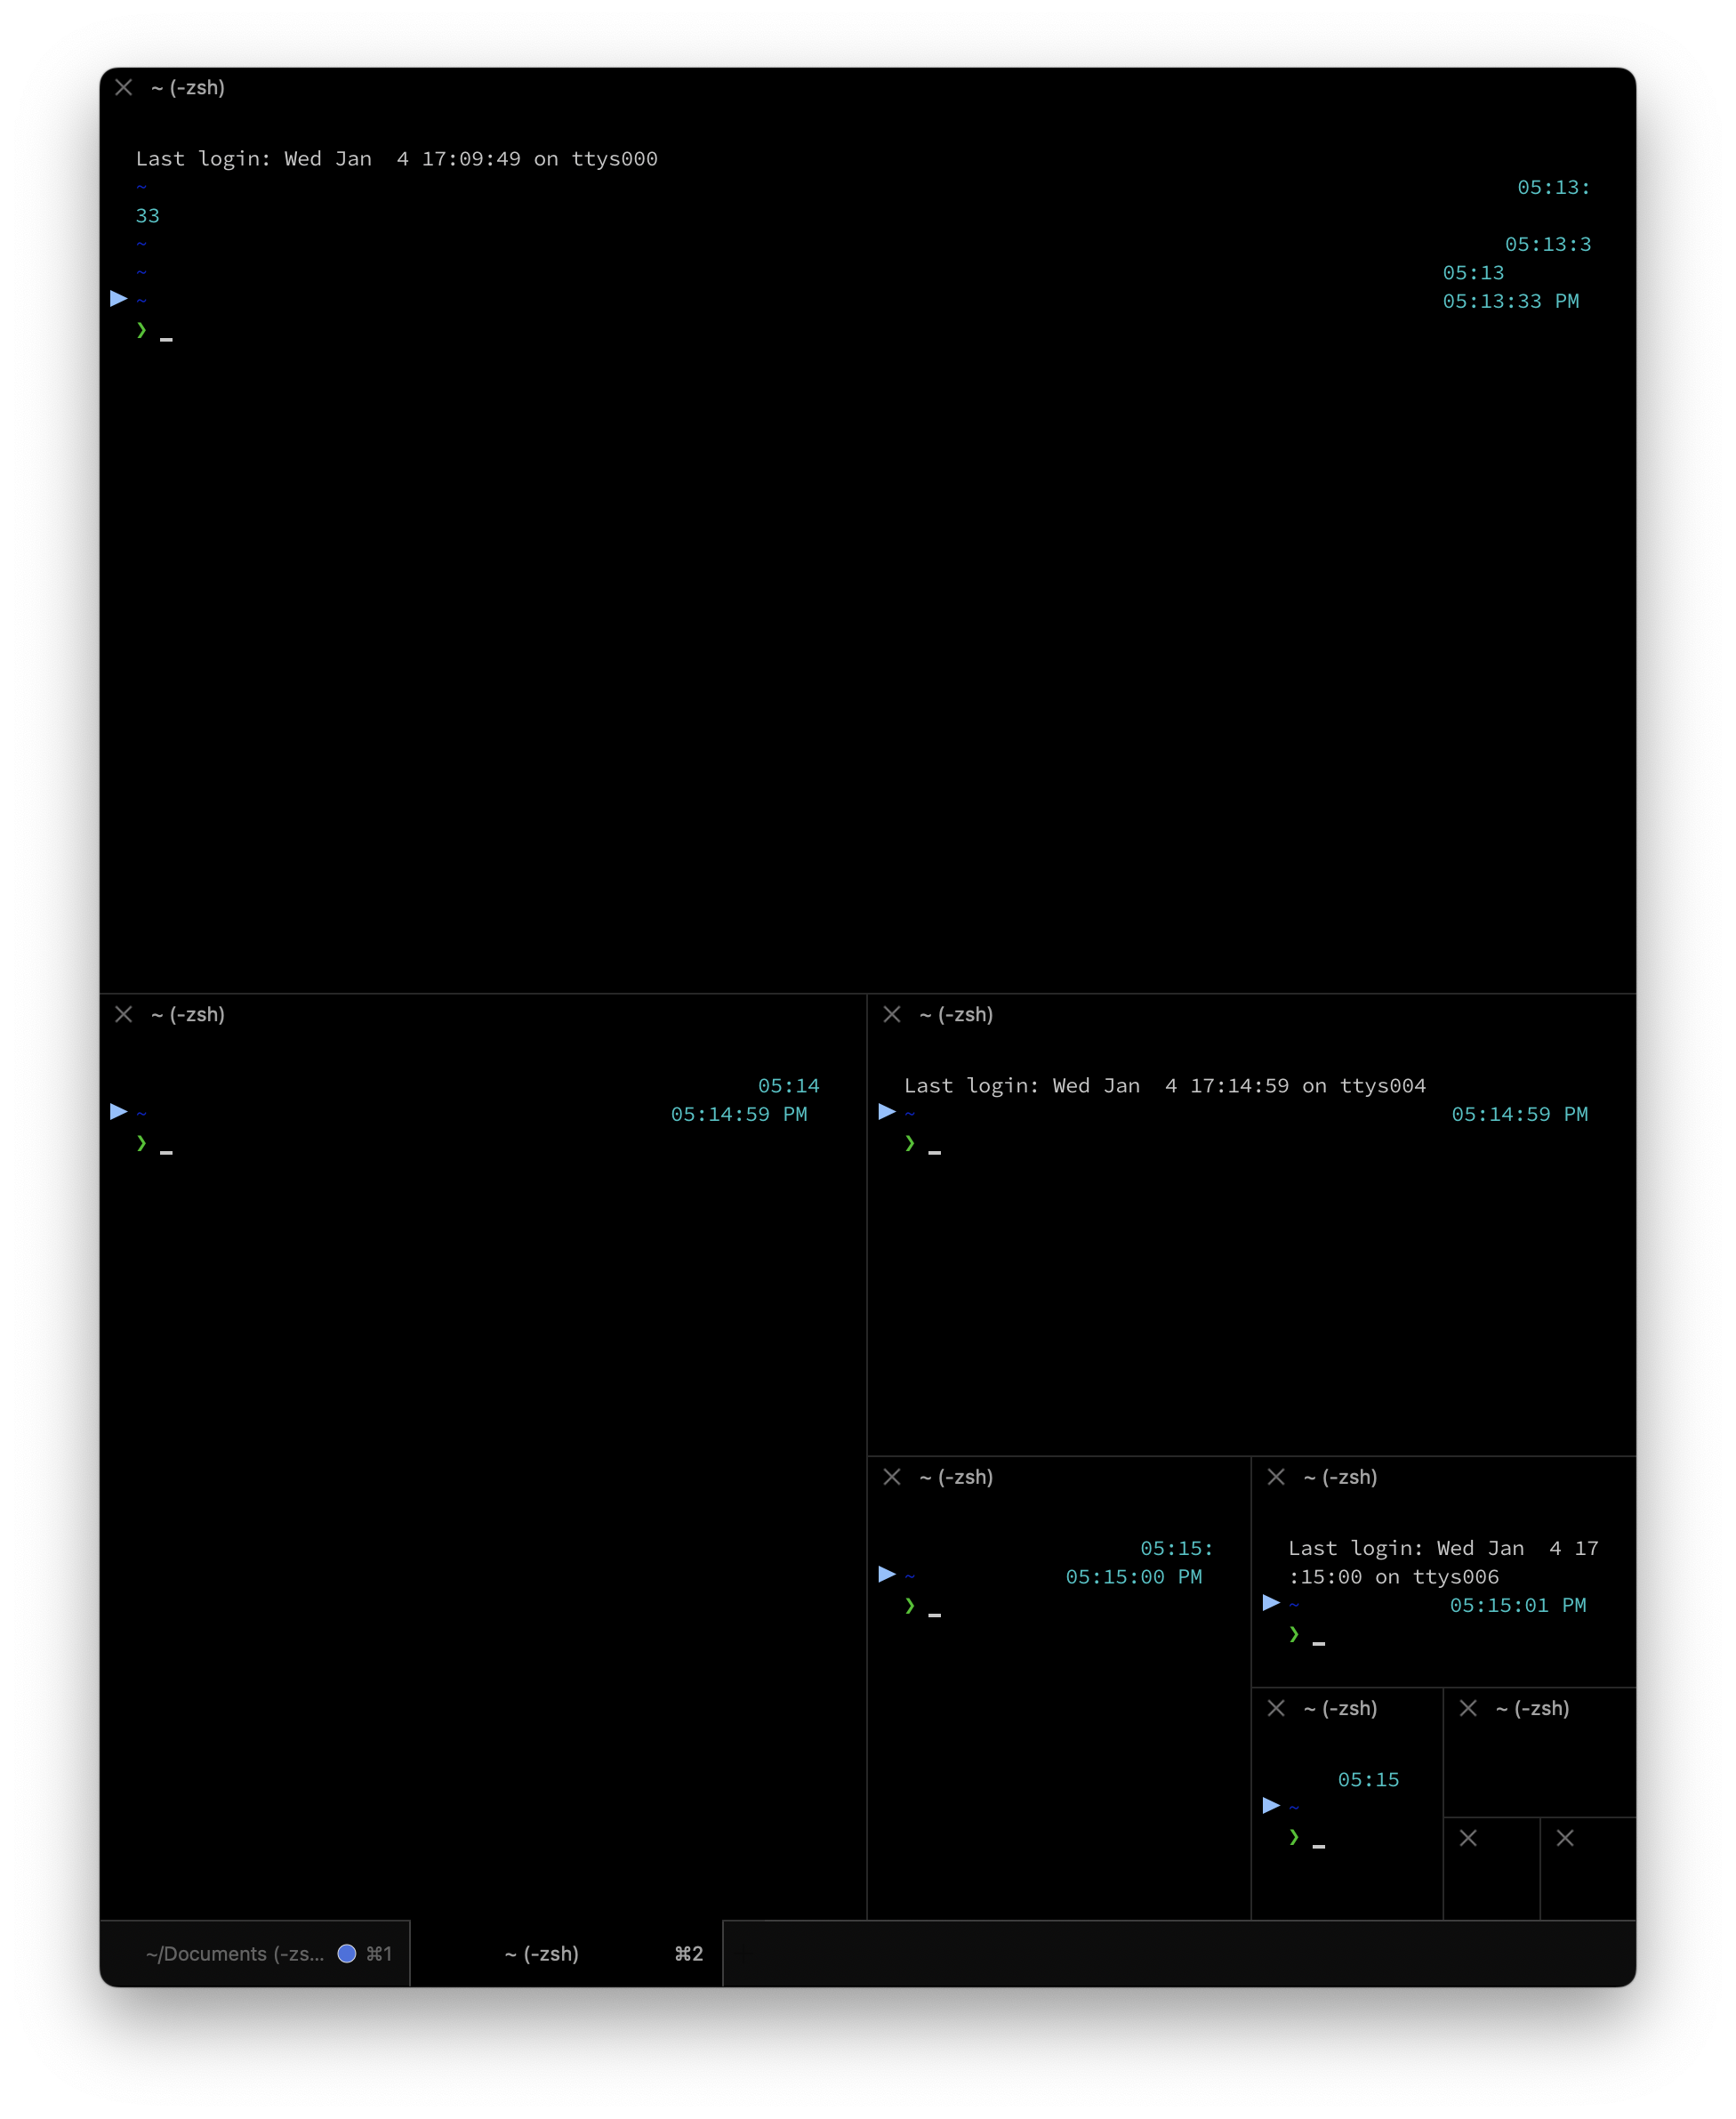 ~ (-zsh)
Last login: Wed Jan  4 17:09:49 on ttys000
~ 05:13:
33
~ 05:13:3
~ 05:13
~ 05:13:33 PM
❯
~ (-zsh)
05:14
~ 05:14:59 PM
❯
~ (-zsh)
Last login: Wed Jan  4 17:14:59 on ttys004
~ 05:14:59 PM
❯
~ (-zsh)
05:15:
~ 05:15:00 PM
❯
~ (-zsh)
Last login: Wed Jan  4 17
:15:00 on ttys006
~ 05:15:01 PM
❯
~ (-zsh)
05:15
~
❯
~ (-zsh)
~/Documents (-zs... ⌘1
~ (-zsh) ⌘2